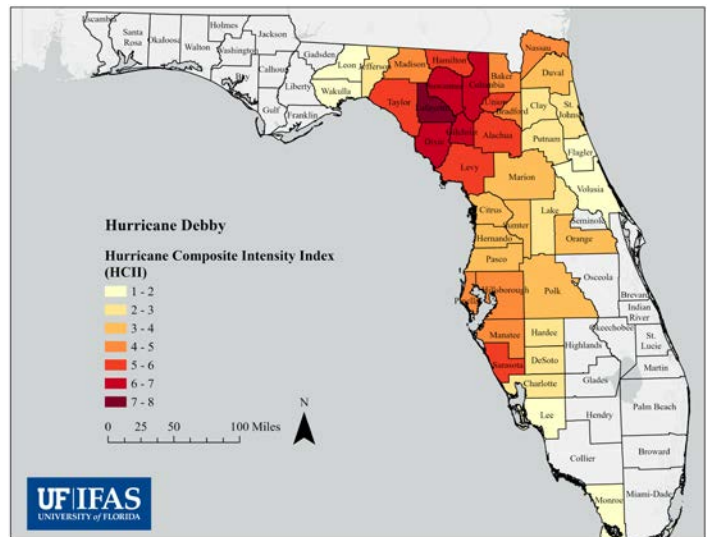 Escambia
Santa
Rosa
Okaloosa
Walton
Holmes
Washington
Jackson
Bay
Calhoun
Gulf
Gadsden
Liberty
Franklin
Leon
Wakulla
Jefferson
Madison
Taylor
Hamilton
Suwannee
Lafayette
Dixie
Columbia
Gilchrist
Levy
Baker
Union
Bradford
Alachua
Nassau
Duval
Clay
St.
Johns
Putnam
Flagler
Marion
Volusia
Citrus
Sumter
Lake
Seminole
Hernando
Orange
Pasco
Osceola
Pinellas
Hillsborough
Polk
Brevard
Indian
River
Manatee
Hardee
Okeechobee
Highlands
St.
Lucie
Sarasota
DeSoto
Martin
Charlotte
Glades
Lee
Hendry
Palm Beach
Collier
Broward
Monroe
Miami-Dade
Hurricane Debby
Hurricane Composite Intensity Index
(HCII)
1 - 2
2 - 3
3 - 4
4 - 5
5 - 6
6 - 7
7 - 8
0 25 50 100 Miles
N
UF|IFAS
UNIVERSITY of FLORIDA